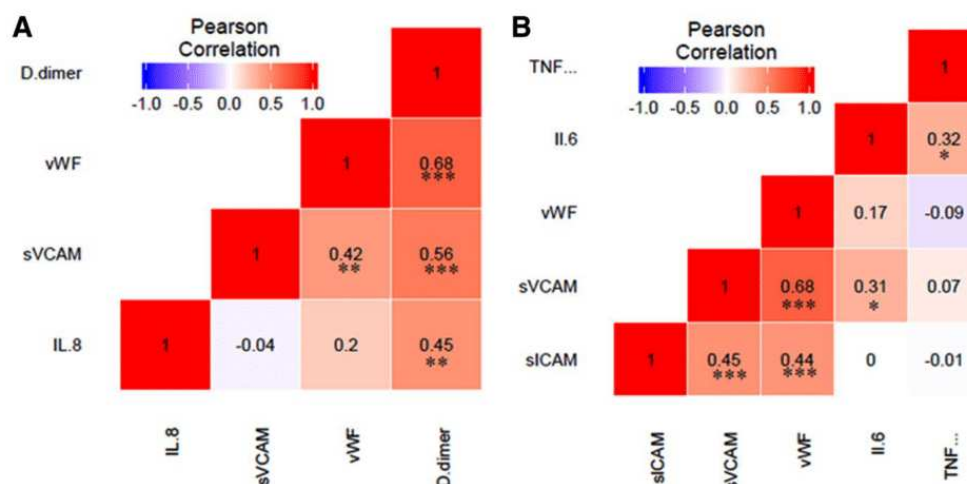 A
Pearson
Correlation
-1.0 -0.5 0.0 0.5 1.0
D.dimer
1
vWF
1 0.68
***
sVCAM
1 0.42 0.56
** ***
IL.8
1 -0.04 0.2 0.45
**
IL.8 sVCAM vWF D.dimer
B
Pearson
Correlation
-1.0 -0.5 0.0 0.5 1.0
TNF...
1
Il.6
1 0.32
*
vWF
1 0.17 -0.09
sVCAM
1 0.68 0.31 0.07
*** *
sICAM
1 0.45 0.44 0 -0.01
*** ***
sICAM sVCAM vWF Il.6 TNF...